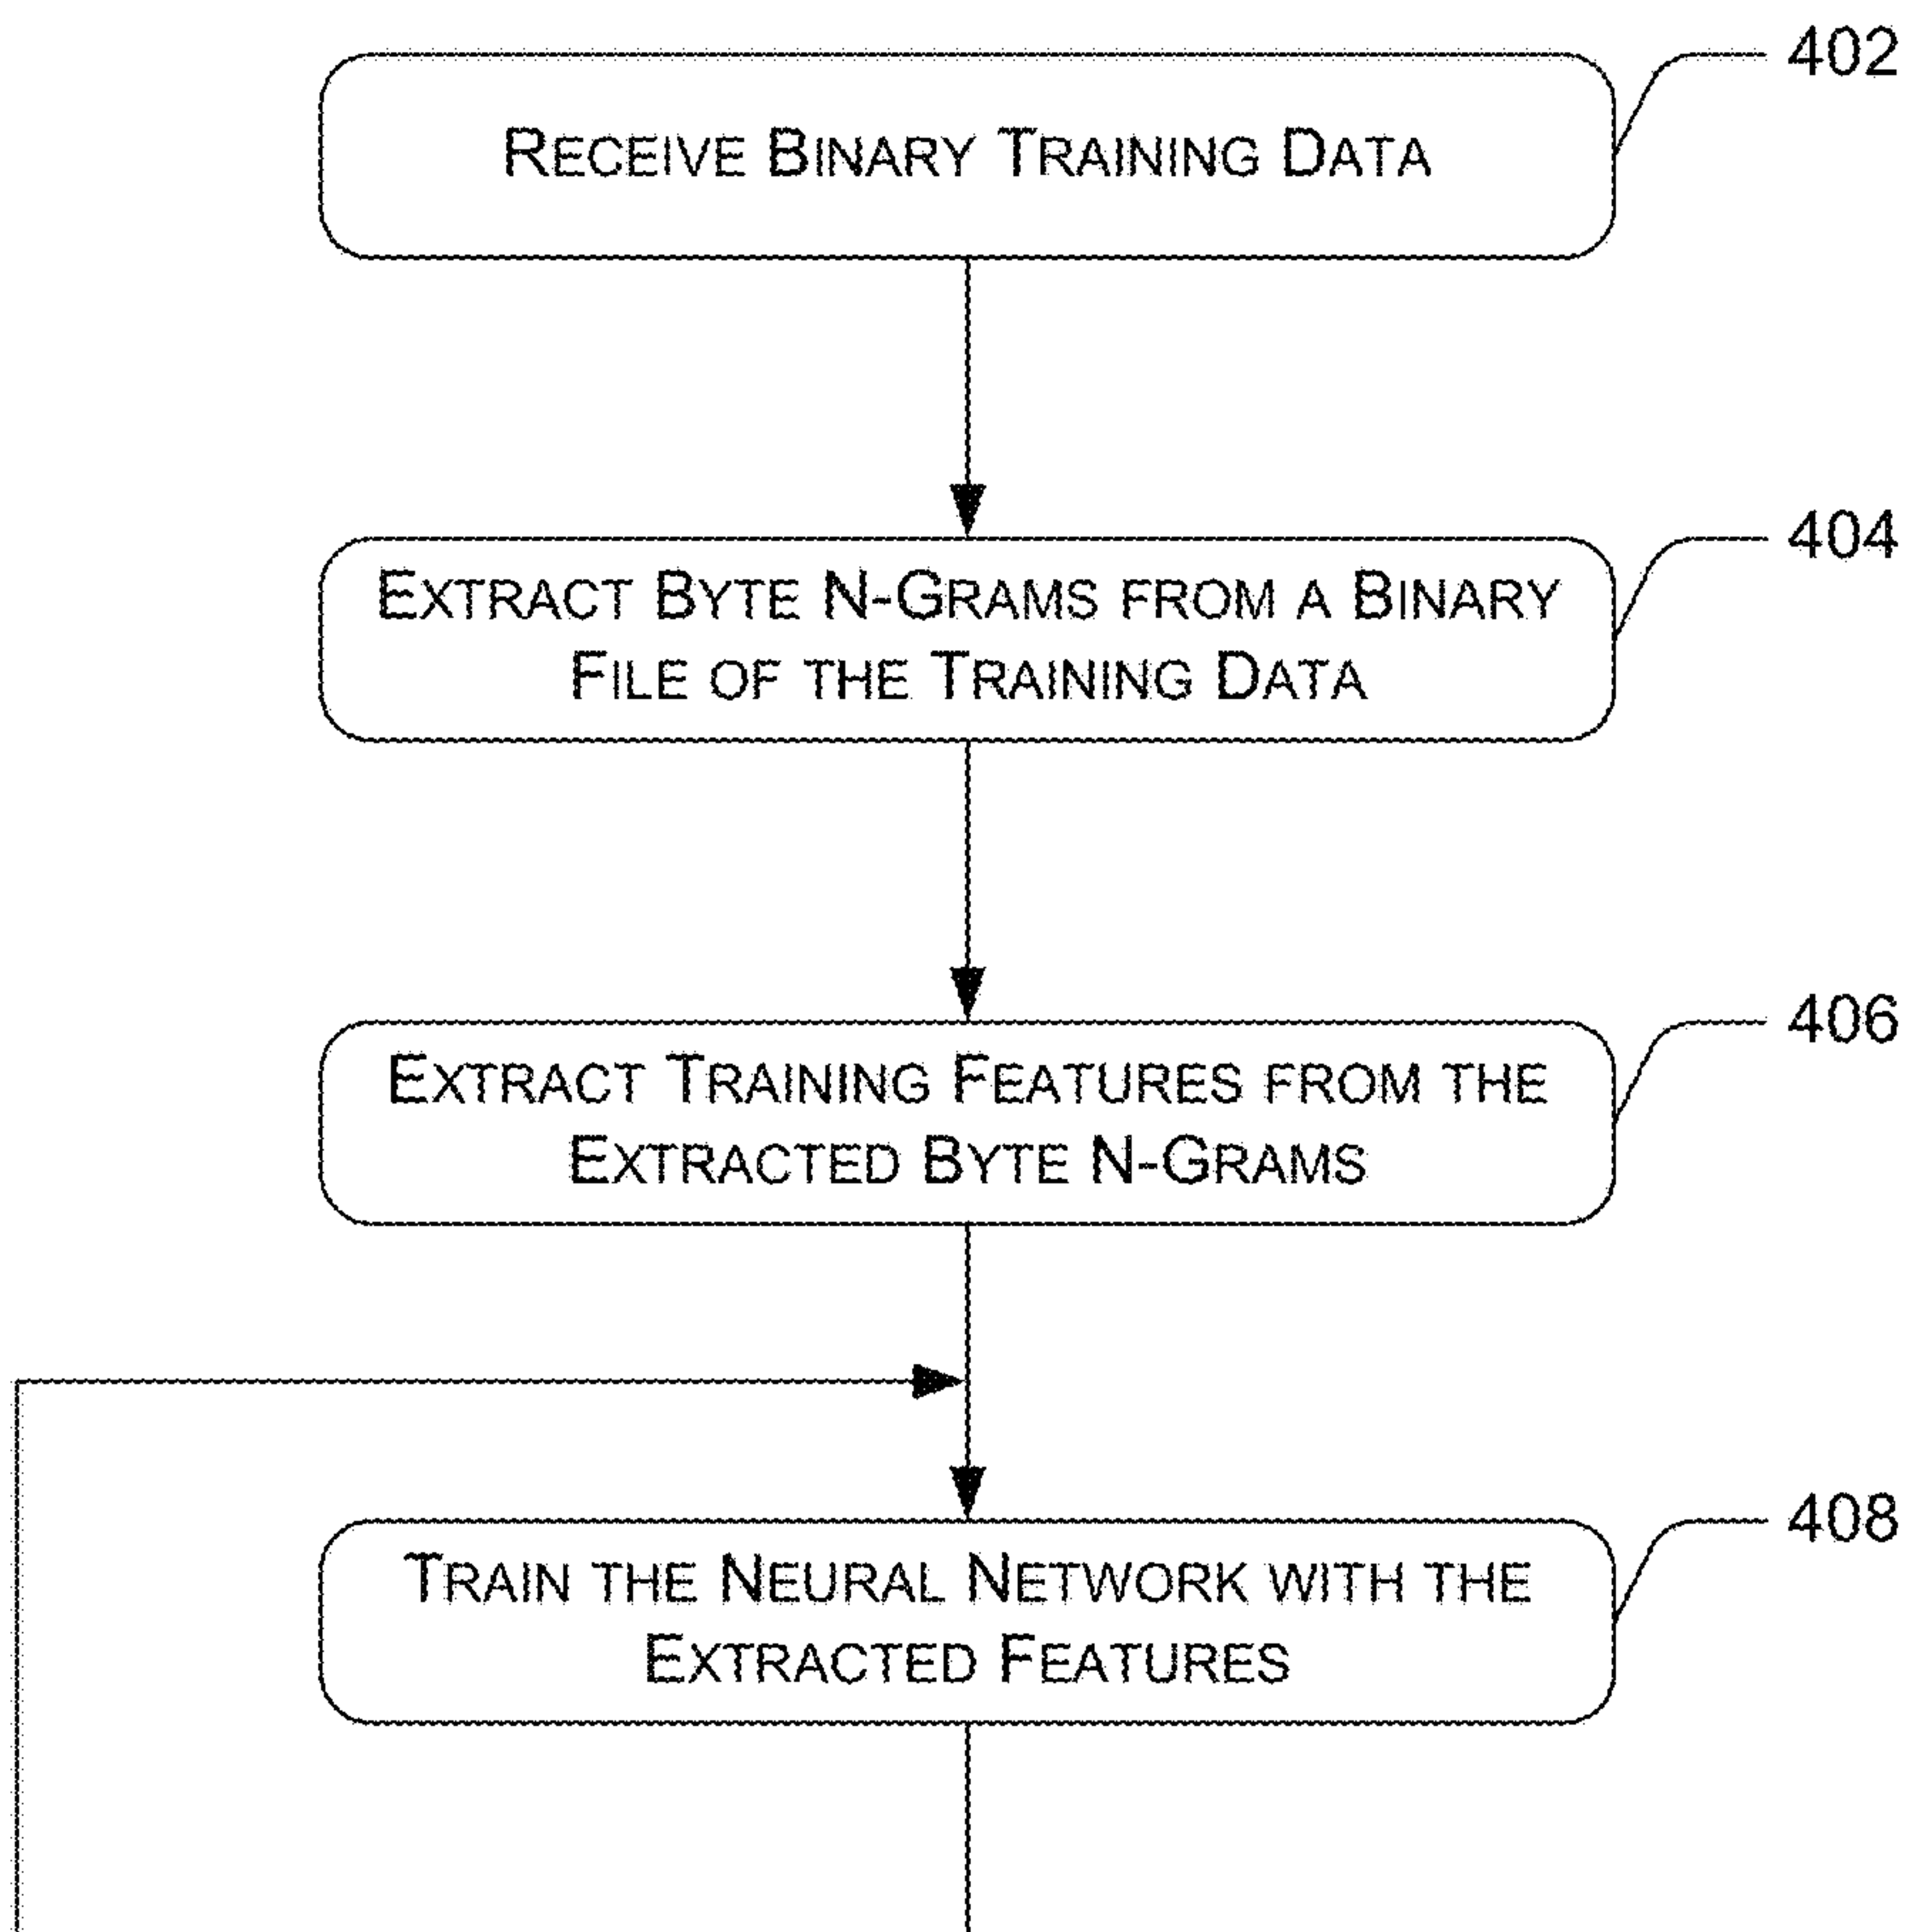 402
RECEIVE BINARY TRAINING DATA
404
EXTRACT BYTE N-GRAMS FROM A BINARY
FILE OF THE TRAINING DATA
406
EXTRACT TRAINING FEATURES FROM THE
EXTRACTED BYTE N-GRAMS
408
TRAIN THE NEURAL NETWORK WITH THE
EXTRACTED FEATURES